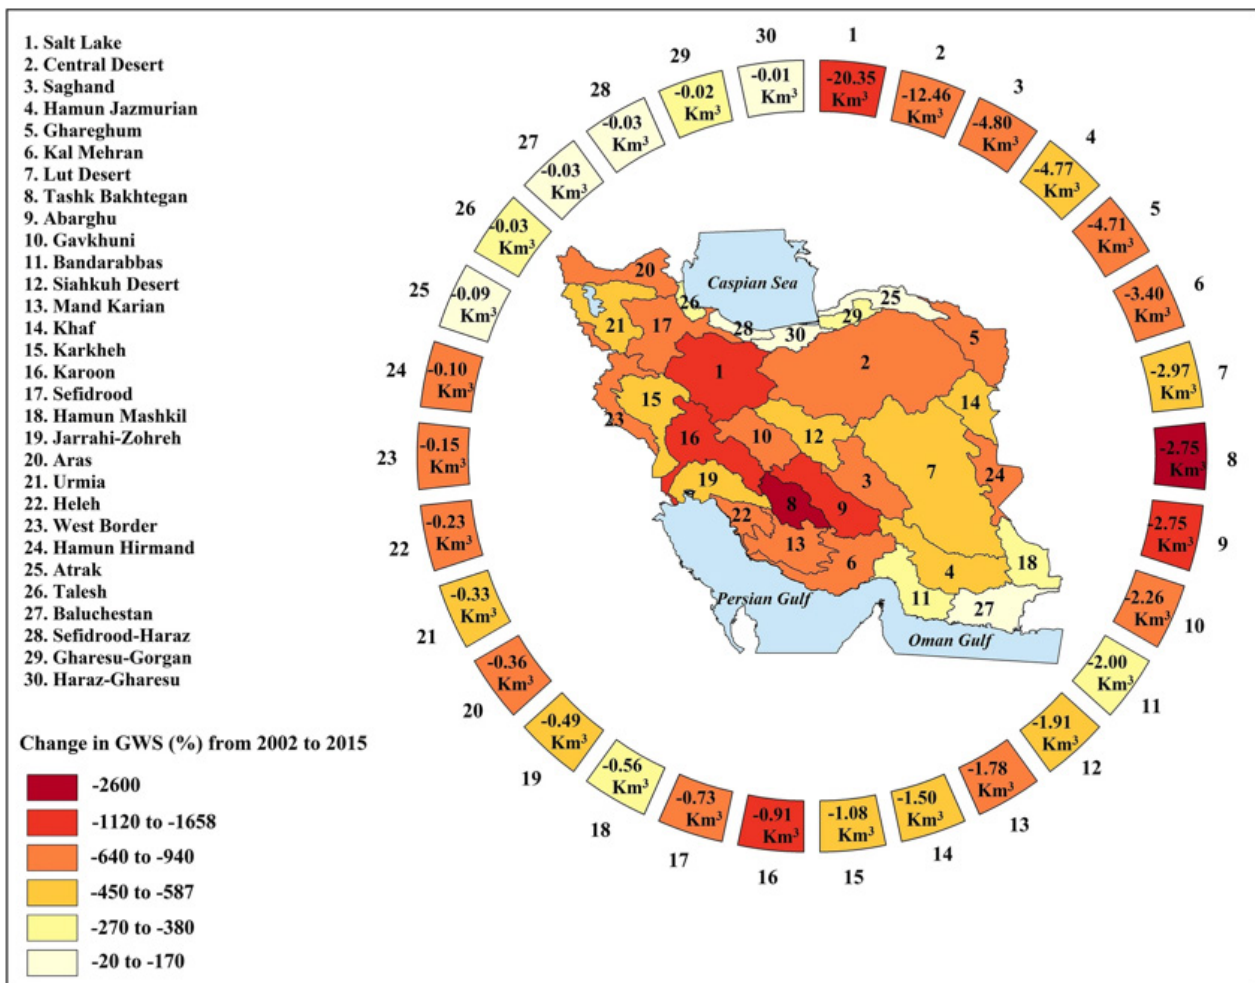 1. Salt Lake
2. Central Desert
3. Saghand
4. Hamun Jazmurian
5. Ghareghum
6. Kal Mehran
7. Lut Desert
8. Tashk Bakhtegan
9. Abarghu
10. Gavkhuni
11. Bandarabbas
12. Siahkuh Desert
13. Mand Karian
14. Khaf
15. Karkheh
16. Karoon
17. Sefidrood
18. Hamun Mashkil
19. Jarrahi-Zohreh
20. Aras
21. Urmia
22. Heleh
23. West Border
24. Hamun Hirmand
25. Atrak
26. Talesh
27. Baluchestan
28. Sefidrood-Haraz
29. Gharesu-Gorgan
30. Haraz-Gharesu
Change in GWS (%) from 2002 to 2015
-2600
-1120 to -1658
-640 to -940
-450 to -587
-270 to -380
-20 to -170
1
-20.35
Km³
2
-12.46
Km³
3
-4.80
Km³
4
-4.77
Km³
5
-4.71
Km³
6
-3.40
Km³
7
-2.97
Km³
8
-2.75
Km³
9
-2.75
Km³
10
-2.26
Km³
11
-2.00
Km³
12
-1.91
Km³
13
-1.78
Km³
14
-1.50
Km³
15
-1.08
Km³
16
-0.91
Km³
17
-0.73
Km³
18
-0.56
Km³
19
-0.49
Km³
20
-0.36
Km³
21
-0.33
Km³
22
-0.23
Km³
23
-0.15
Km³
24
-0.10
Km³
25
-0.09
Km³
26
-0.03
Km³
27
-0.03
Km³
28
-0.03
Km³
29
-0.02
Km³
30
-0.01
Km³
Caspian Sea
20
26
25
29
21
17
28
30
5
1
2
15
14
23
16
10
12
7
19
3
24
8
9
22
13
6
18
4
11
27
Persian Gulf
Oman Gulf